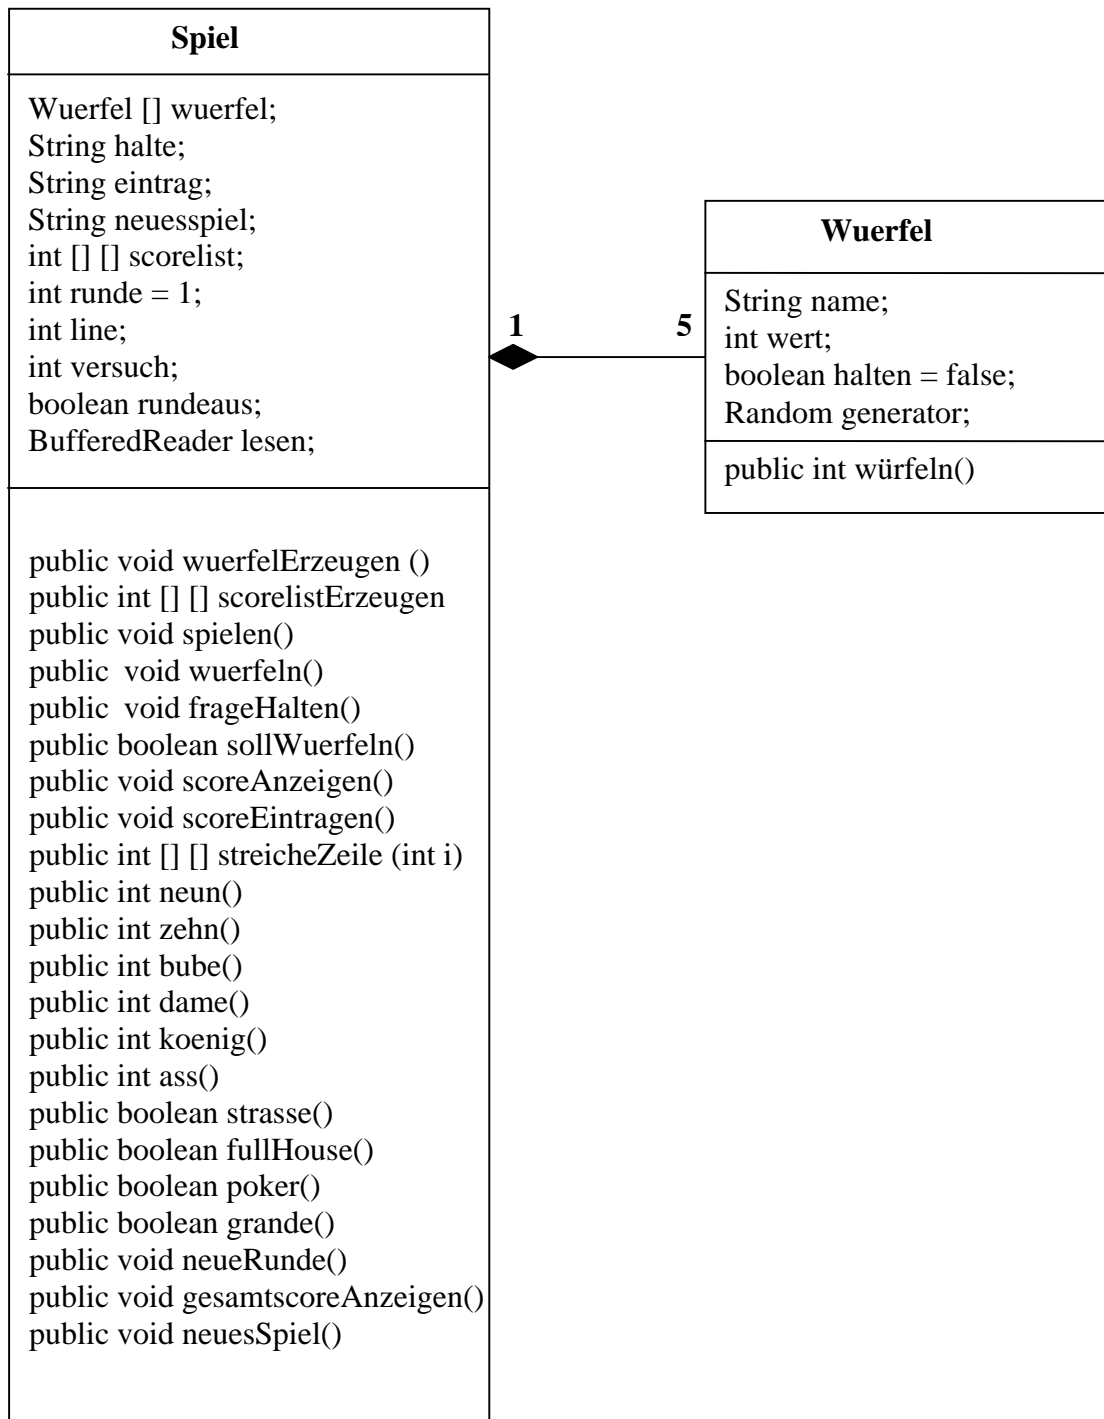 Spiel
Wuerfel [] wuerfel;
String halte;
String eintrag;
String neuesspiel;
int [] [] scorelist;
int runde = 1;
int line;
int versuch;
boolean rundeaus;
BufferedReader lesen;
public void wuerfelErzeugen ()
public int [] [] scorelistErzeugen
public void spielen()
public  void wuerfeln()
public  void frageHalten()
public boolean sollWuerfeln()
public void scoreAnzeigen()
public void scoreEintragen()
public int [] [] streicheZeile (int i)
public int neun()
public int zehn()
public int bube()
public int dame()
public int koenig()
public int ass()
public boolean strasse()
public boolean fullHouse()
public boolean poker()
public boolean grande()
public void neueRunde()
public void gesamtscoreAnzeigen()
public void neuesSpiel()
1
5
Wuerfel
String name;
int wert;
boolean halten = false;
Random generator;
public int würfeln()